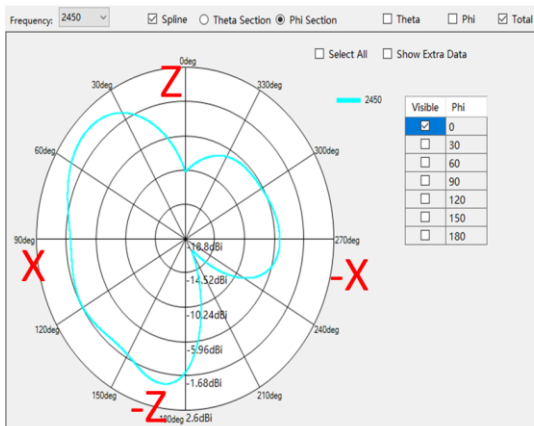 Frequency: 2450 Spline Theta Section Phi Section Theta Phi Total
Select All Show Extra Data
0deg
Z
30deg
330deg
2450
Visible Phi
0
30
60
90
120
150
180
60deg
300deg
90deg
-18.8dBi
270deg
X
-X
-14.52dBi
-10.24dBi
120deg
240deg
-5.96dBi
-1.68dBi
150deg
210deg
-Z
180deg 2.6dBi